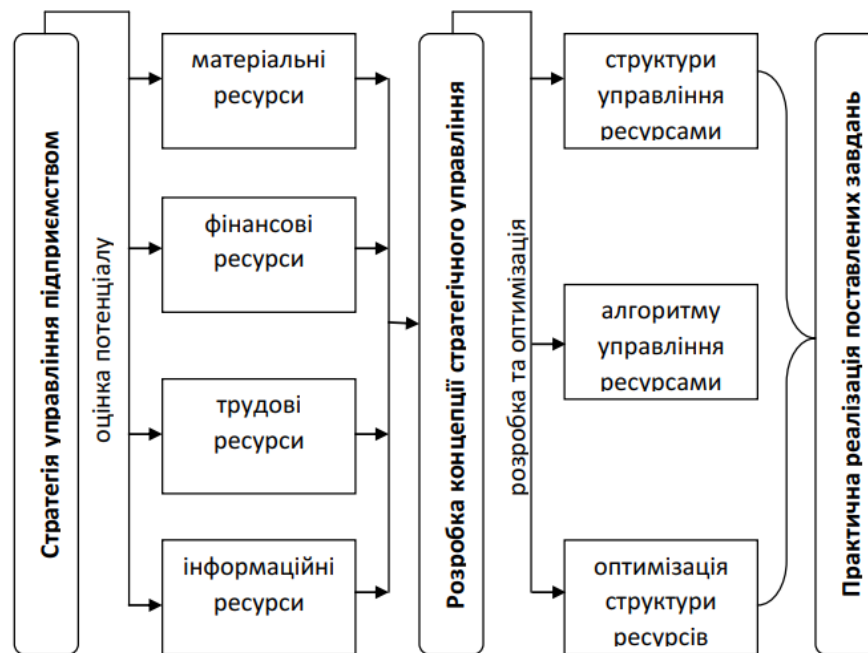 Стратегія управління підприємством
оцінка потенціалу
матеріальні
ресурси
фінансові
ресурси
трудові
ресурси
інформаційні
ресурси
Розробка концепції стратегічного управління
розробка та оптимізація
структури
управління
ресурсами
алгоритму
управління
ресурсами
оптимізація
структури
ресурсів
Практична реалізація поставлених завдань